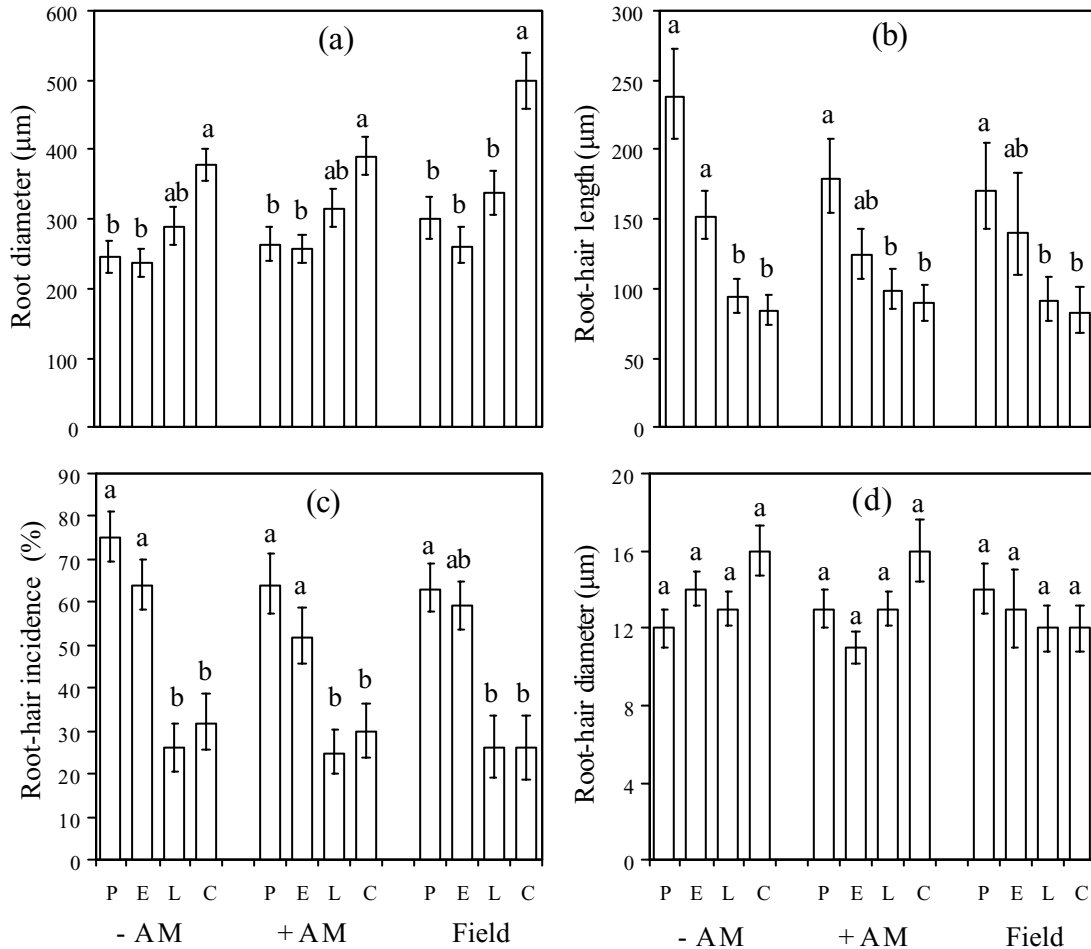 (a)
Root diameter (μm)
600
500
400
300
200
100
0
b b ab a
b b ab a
b b b a
(b)
Root-hair length (μm)
300
250
200
150
100
50
0
a a b b
a ab b b
a ab b b
(c)
Root-hair incidence (%)
90
80
70
60
50
40
30
20
10
0
a a b b
a a b b
a ab b b
P E L C P E L C P E L C
- AM + AM Field
(d)
Root-hair diameter (μm)
20
16
12
8
4
0
a a a a
a a a a
a a a a
P E L C P E L C P E L C
- AM + AM Field